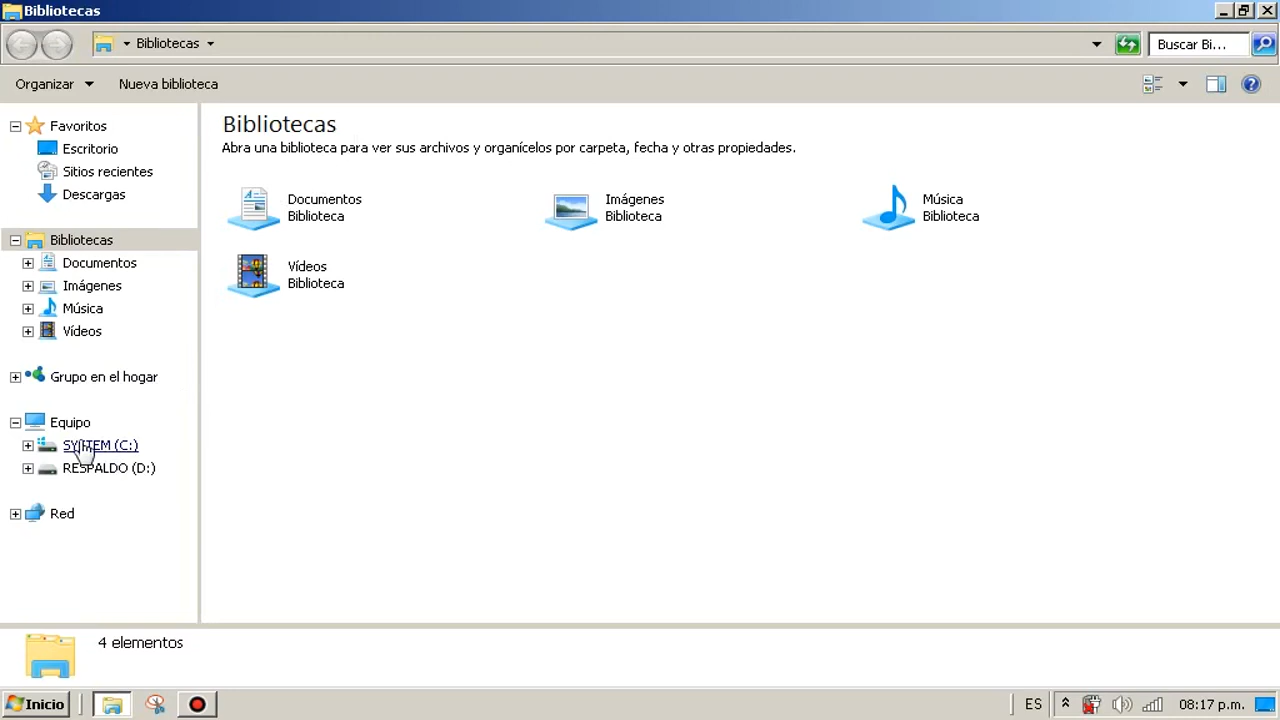 Bibliotecas
Bibliotecas
Buscar Bi...
Organizar
Nueva biblioteca
Favoritos
Escritorio
Sitios recientes
Descargas
Bibliotecas
Documentos
Imágenes
Música
Vídeos
Grupo en el hogar
Equipo
SYSTEM (C:)
RESPALDO (D:)
Red
Bibliotecas
Abra una biblioteca para ver sus archivos y organícelos por carpeta, fecha y otras propiedades.
Documentos
Biblioteca
Imágenes
Biblioteca
Música
Biblioteca
Vídeos
Biblioteca
4 elementos
Inicio
ES
08:17 p.m.